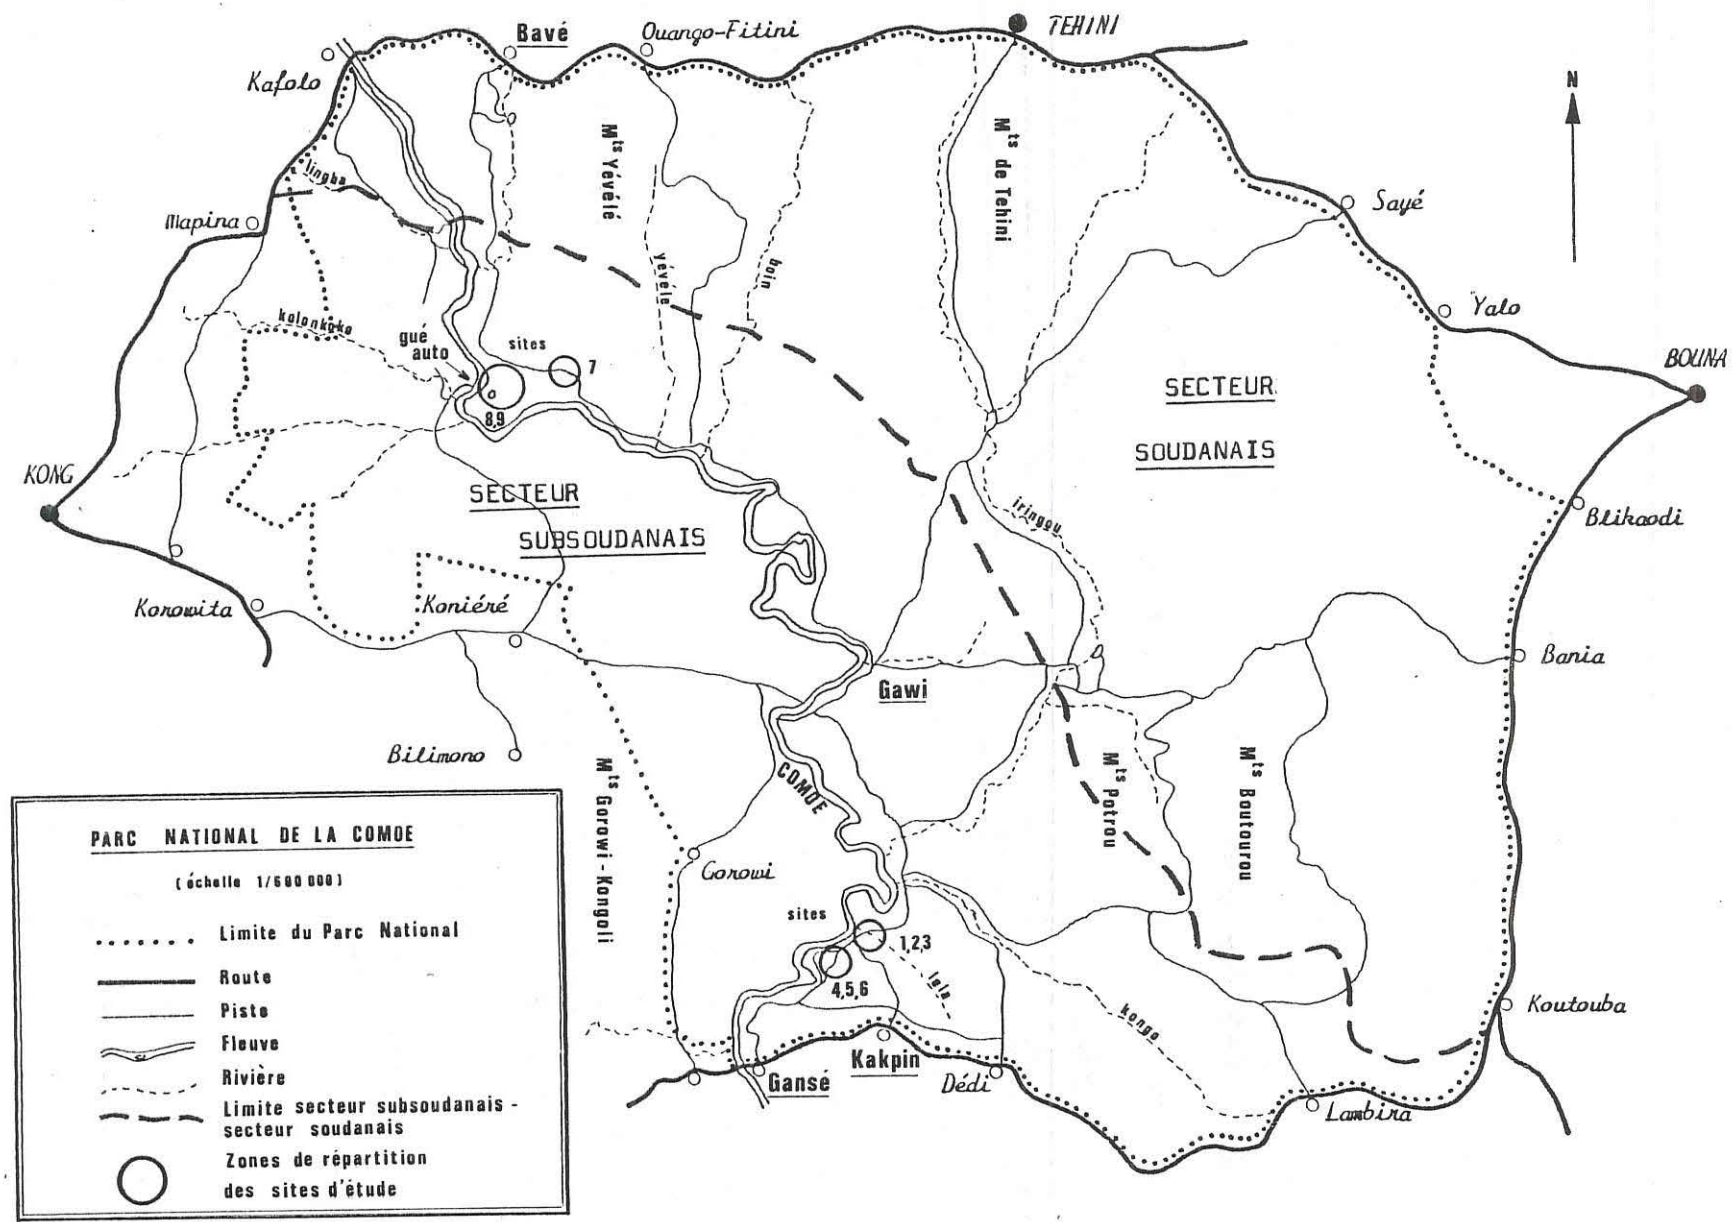 Bavé
Ouango-Fitini
TEHINI
Kafolo
N
Mts Yévélé
Mts de Tehini
lingba
Sayé
Mapina
yévélé
boin
kolonkoko
gué
auto
sites
7
Yalo
BOUNA
SECTEUR
SOUDANAIS
8,9
KONG
SECTEUR
SUBSOUDANAIS
iringou
Blikaodi
Korowita
Koniéré
Bania
Gawi
Bilimono
COMOE
Mts Gorowi-Kongoli
Mts Potrou
Mts Boutourou
Gorowi
sites
1,2,3
4,5,6
kongo
Koutouba
Kakpin
Gansé
Dédi
Lambira
PARC NATIONAL DE LA COMOE
Limite du Parc National
Route
Piste
Fleuve
Rivière
Limite secteur subsoudanais -
secteur soudanais
Zones de répartition
des sites d'étude